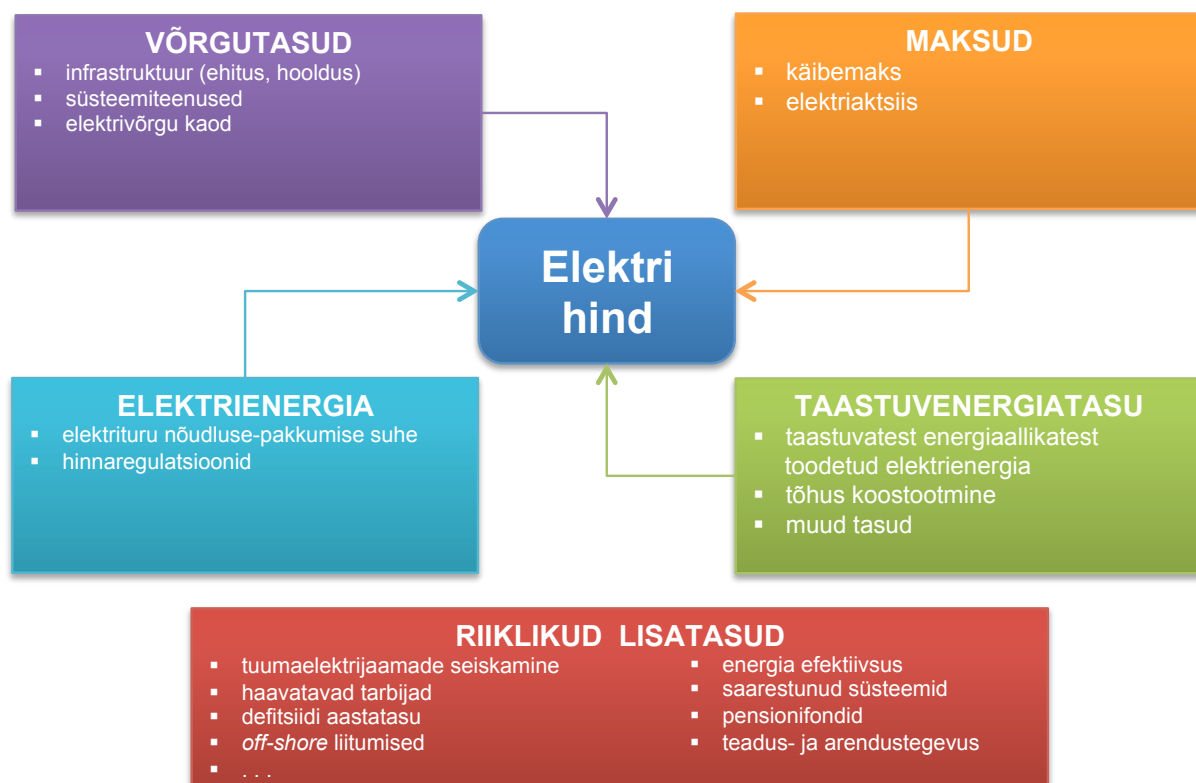 VÕRGUTASUD
▪ infrastruktuur (ehitus, hooldus)
▪ süsteemiteenused
▪ elektrivõrgu kaod
MAKSUD
▪ käibemaks
▪ elektriaktsiis
Elektri
hind
ELEKTRIENERGIA
▪ elektrituru nõudluse-pakkumise suhe
▪ hinnaregulatsioonid
TAASTUVENERGIATASU
▪ taastuvatest energiaallikatest
toodetud elektrienergia
▪ tõhus koostootmine
▪ muud tasud
RIIKLIKUD LISATASUD
▪ tuumaelektrijaamade seiskamine
▪ haavatavad tarbijad
▪ defitsiidi aastatasu
▪ off-shore liitumised
▪ . . .
▪ energia efektiivsus
▪ saarestunud süsteemid
▪ pensionifondid
▪ teadus- ja arendustegevus